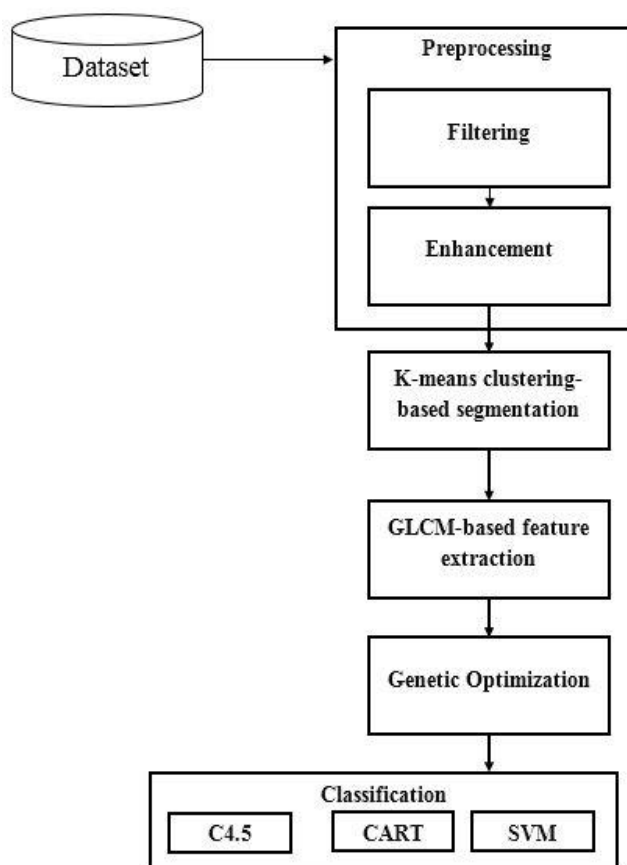 Dataset
Preprocessing
Filtering
Enhancement
K-means clustering-
based segmentation
GLCM-based feature
extraction
Genetic Optimization
Classification
C4.5
CART
SVM